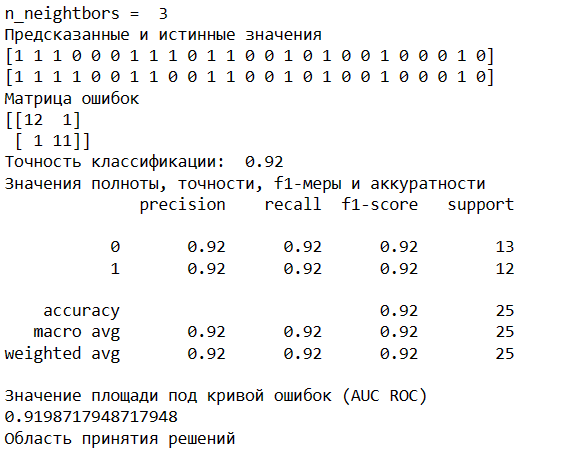 n_neightbors =  3
Предсказанные и истинные значения
[1 1 1 0 0 0 1 1 1 0 1 1 0 0 1 0 1 0 0 1 0 0 0 1 0]
[1 1 1 1 0 0 1 1 0 0 1 1 0 0 1 0 1 0 0 1 0 0 0 1 0]
Матрица ошибок
[[12  1]
 [ 1 11]]
Точность классификации:  0.92
Значения полноты, точности, f1-меры и аккуратности
              precision    recall  f1-score   support

           0       0.92      0.92      0.92        13
           1       0.92      0.92      0.92        12

    accuracy                           0.92        25
   macro avg       0.92      0.92      0.92        25
weighted avg       0.92      0.92      0.92        25

Значение площади под кривой ошибок (AUC ROC)
0.9198717948717948
Область принятия решений